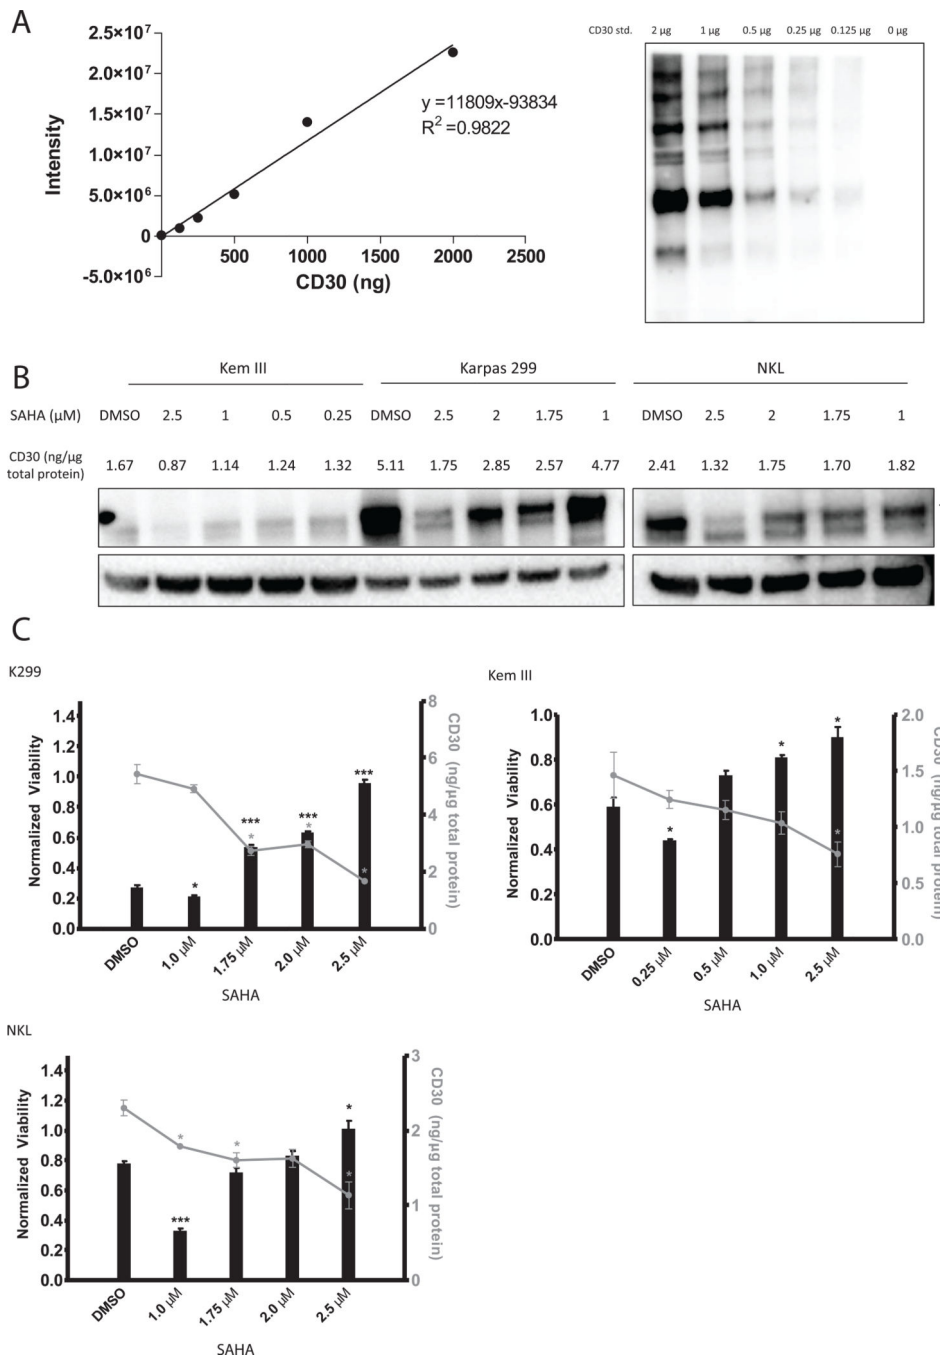 A
2.5×10⁷
2.0×10⁷
1.5×10⁷
1.0×10⁷
5.0×10⁶
0
-5.0×10⁶
Intensity
y =11809x-93834
R² =0.9822
500 1000 1500 2000 2500
CD30 (ng)
CD30 std. 2 µg 1 µg 0.5 µg 0.25 µg 0.125 µg 0 µg
B
Kem III Karpas 299 NKL
SAHA (µM) DMSO 2.5 1 0.5 0.25 DMSO 2.5 2 1.75 1 DMSO 2.5 2 1.75 1
CD30 (ng/µg
total protein) 1.67 0.87 1.14 1.24 1.32 5.11 1.75 2.85 2.57 4.77 2.41 1.32 1.75 1.70 1.82
C
K299
Normalized Viability
1.4
1.2
1.0
0.8
0.6
0.4
0.2
0.0
* *** *** ***
* * *
8
6
4
2
0
CD30 (ng/µg total protein)
DMSO 1.0 µM 1.75 µM 2.0 µM 2.5 µM
SAHA
Kem III
Normalized Viability
1.0
0.8
0.6
0.4
0.2
0.0
* * *
*
2.0
1.5
1.0
0.5
0.0
CD30 (ng/µg total protein)
DMSO 0.25 µM 0.5 µM 1.0 µM 2.5 µM
SAHA
NKL
Normalized Viability
1.4
1.2
1.0
0.8
0.6
0.4
0.2
0.0
*** *
* * *
3
2
1
0
CD30 (ng/µg total protein)
DMSO 1.0 µM 1.75 µM 2.0 µM 2.5 µM
SAHA